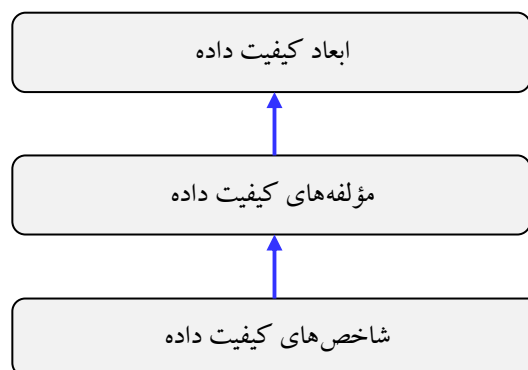 ابعاد کیفیت داده
مؤلفه‌های کیفیت داده
شاخص‌های کیفیت داده